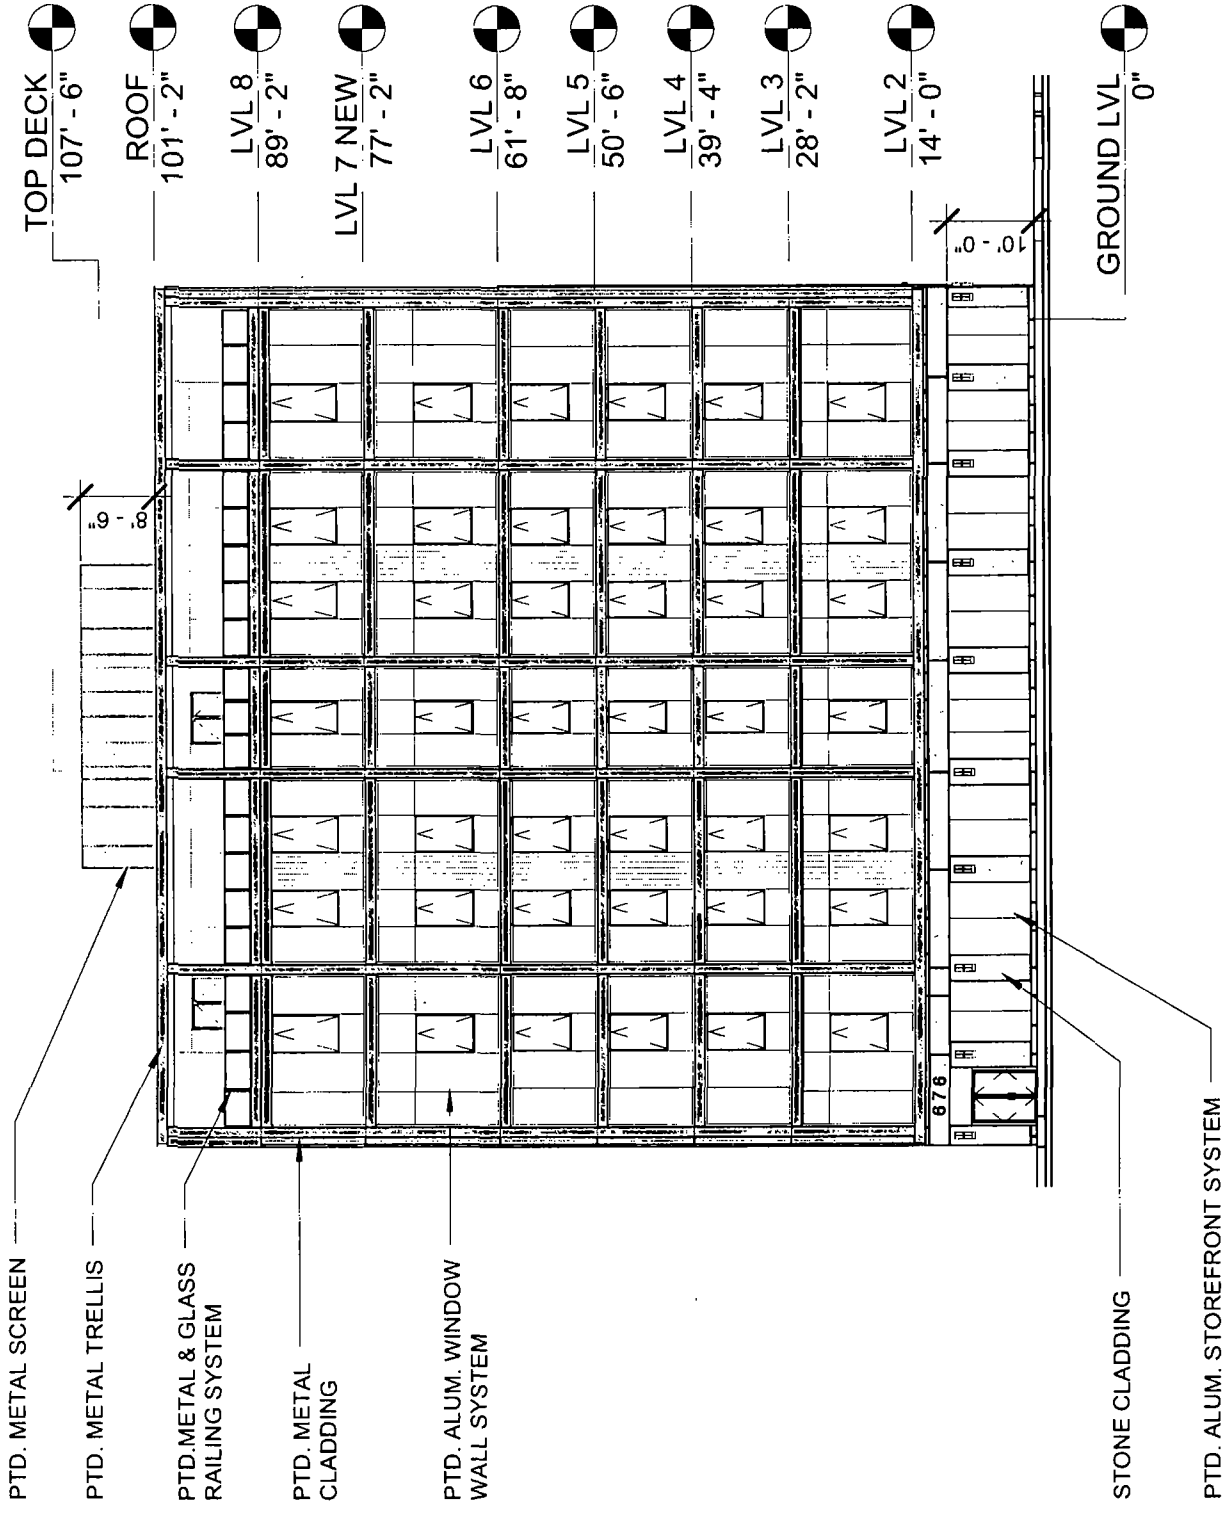 PTD. METAL SCREEN
PTD. METAL TRELLIS
PTD.METAL & GLASS
RAILING SYSTEM
PTD. METAL
CLADDING
PTD. ALUM. WINDOW
WALL SYSTEM
STONE CLADDING
PTD. ALUM. STOREFRONT SYSTEM
676
8' - 6"
10' - 0"
TOP DECK
107' - 6"
ROOF
101' - 2"
LVL 8
89' - 2"
LVL 7 NEW
77' - 2"
LVL 6
61' - 8"
LVL 5
50' - 6"
LVL 4
39' - 4"
LVL 3
28' - 2"
LVL 2
14' - 0"
GROUND LVL
0"